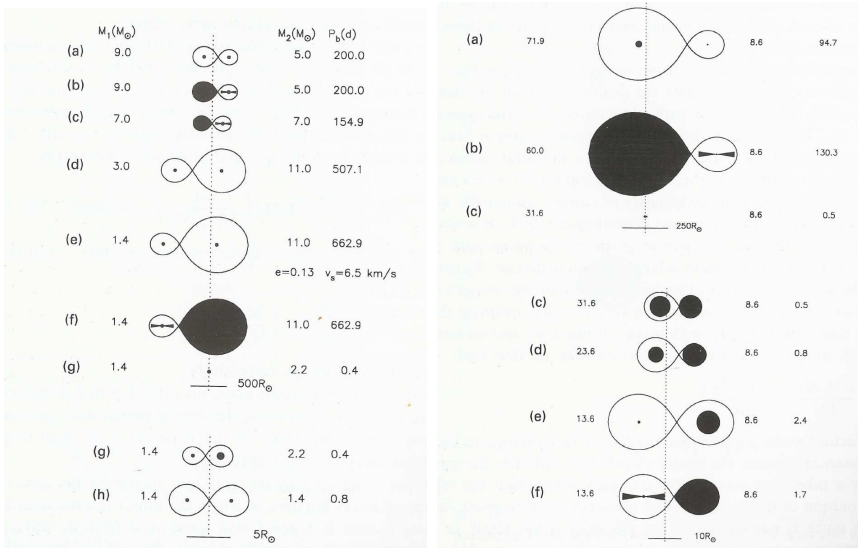 M₁(M☉) M₂(M☉) P_b(d)
(a) 9.0 5.0 200.0
(b) 9.0 5.0 200.0
(c) 7.0 7.0 154.9
(d) 3.0 11.0 507.1
(e) 1.4 11.0 662.9
e=0.13 vₛ=6.5 km/s
(f) 1.4 11.0 662.9
(g) 1.4 2.2 0.4
500R☉
(g) 1.4 2.2 0.4
(h) 1.4 1.4 0.8
5R☉
(a) 71.9 8.6 94.7
(b) 60.0 8.6 130.3
(c) 31.6 8.6 0.5
250R☉
(c) 31.6 8.6 0.5
(d) 23.6 8.6 0.8
(e) 13.6 8.6 2.4
(f) 13.6 8.6 1.7
10R☉